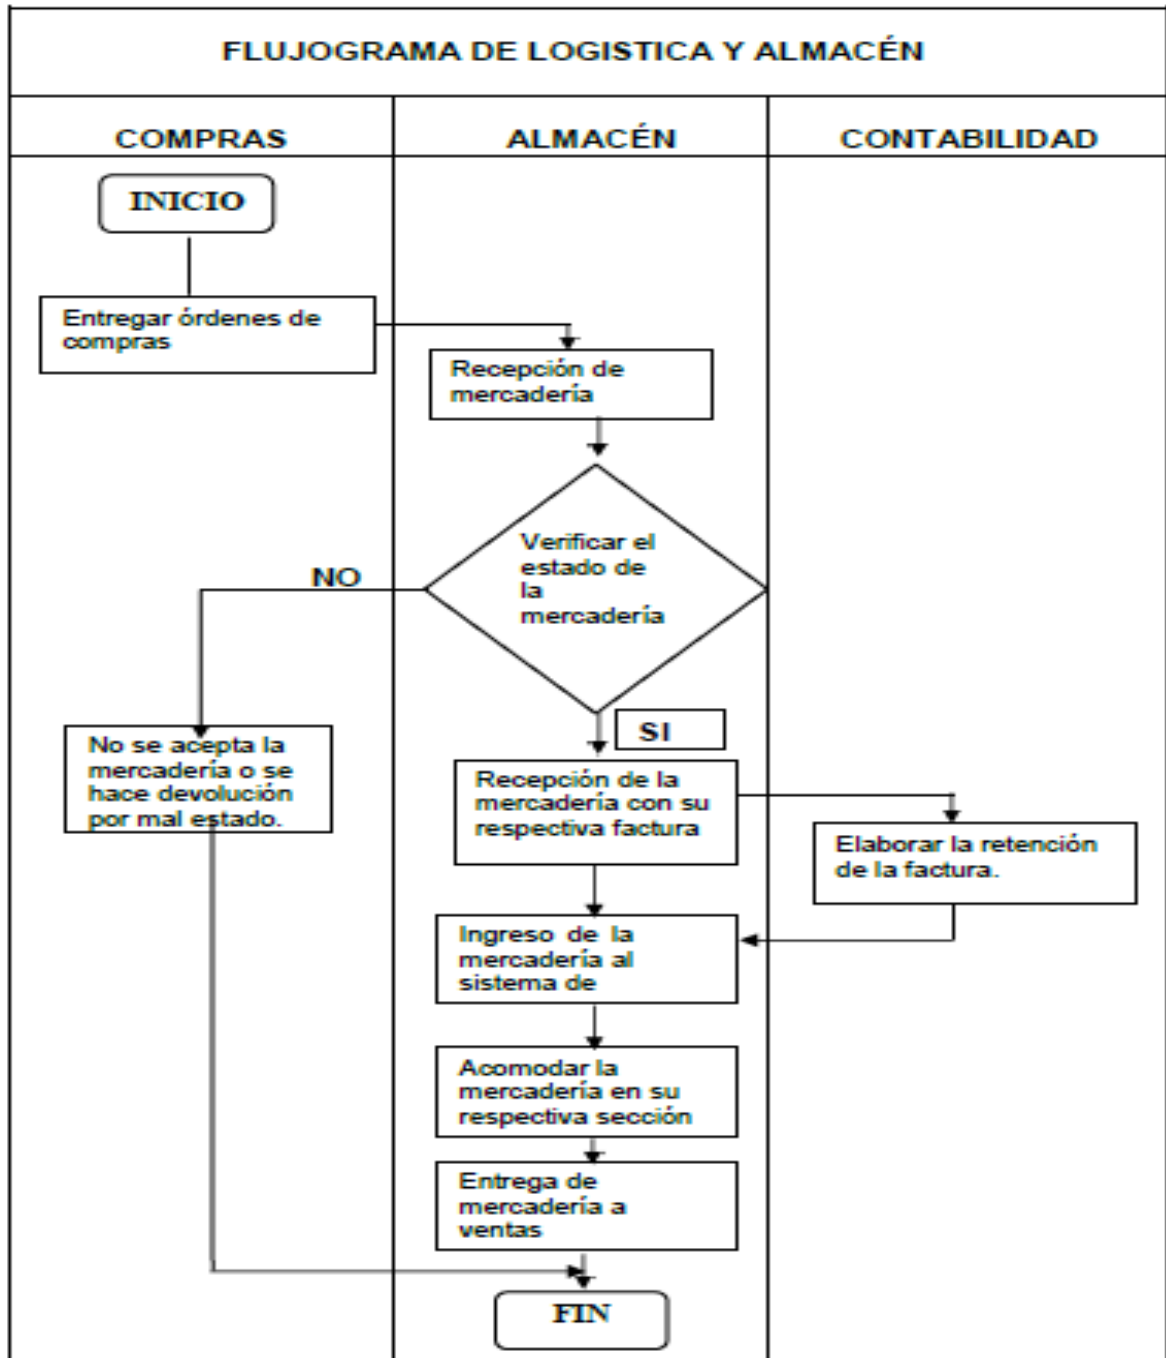 FLUJOGRAMA DE LOGISTICA Y ALMACÉN
COMPRAS
ALMACÉN
CONTABILIDAD
INICIO
Entregar órdenes de
compras
Recepción de
mercadería
Verificar el
estado de
la
mercadería
NO
SI
No se acepta la
mercadería o se
hace devolución
por mal estado.
Recepción de la
mercadería con su
respectiva factura
Elaborar la retención
de la factura.
Ingreso de la
mercadería al
sistema de
Acomodar la
mercadería en su
respectiva sección
Entrega de
mercadería a
ventas
FIN